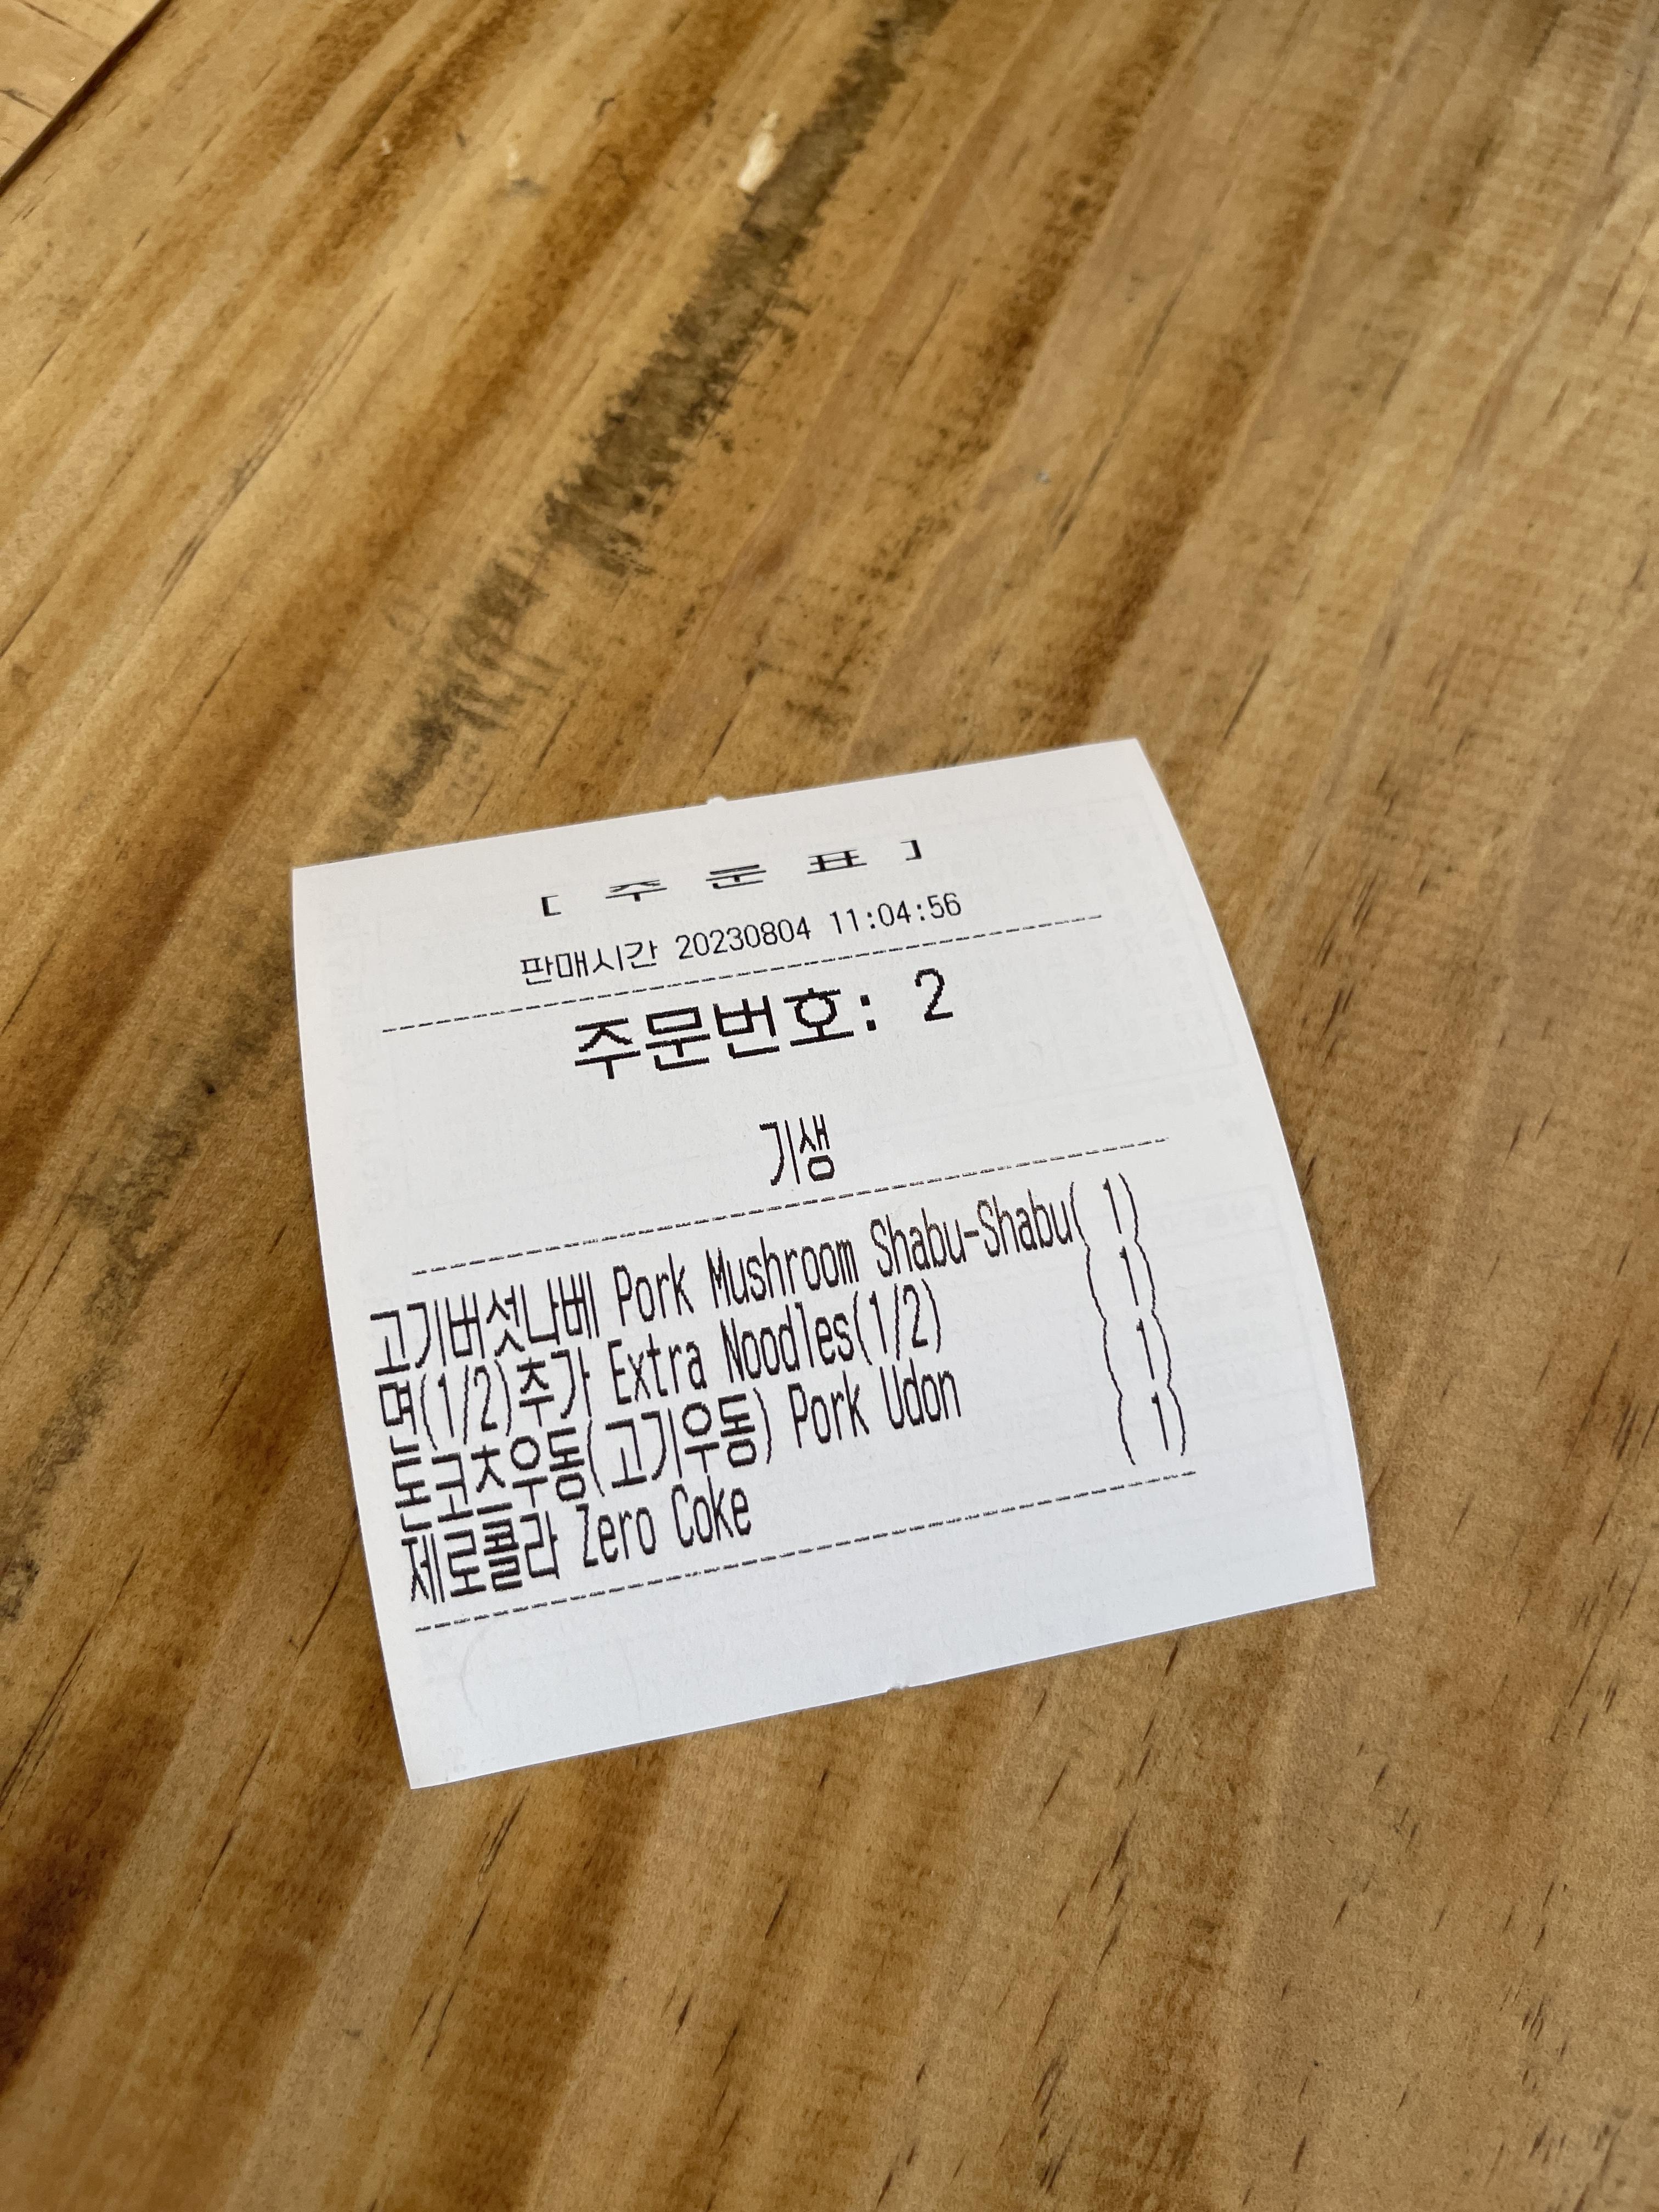 [ 주 문 표 ]
판매시간 20230804 11:04:56
주문번호: 2
기생
고기버섯나베 Pork Mushroom Shabu-Shabu( 1)
면(1/2)추가 Extra Noodles(1/2) ( 1)
돈코츠우동(고기우동) Pork Udon ( 1)
제로콜라 Zero Coke ( 1)